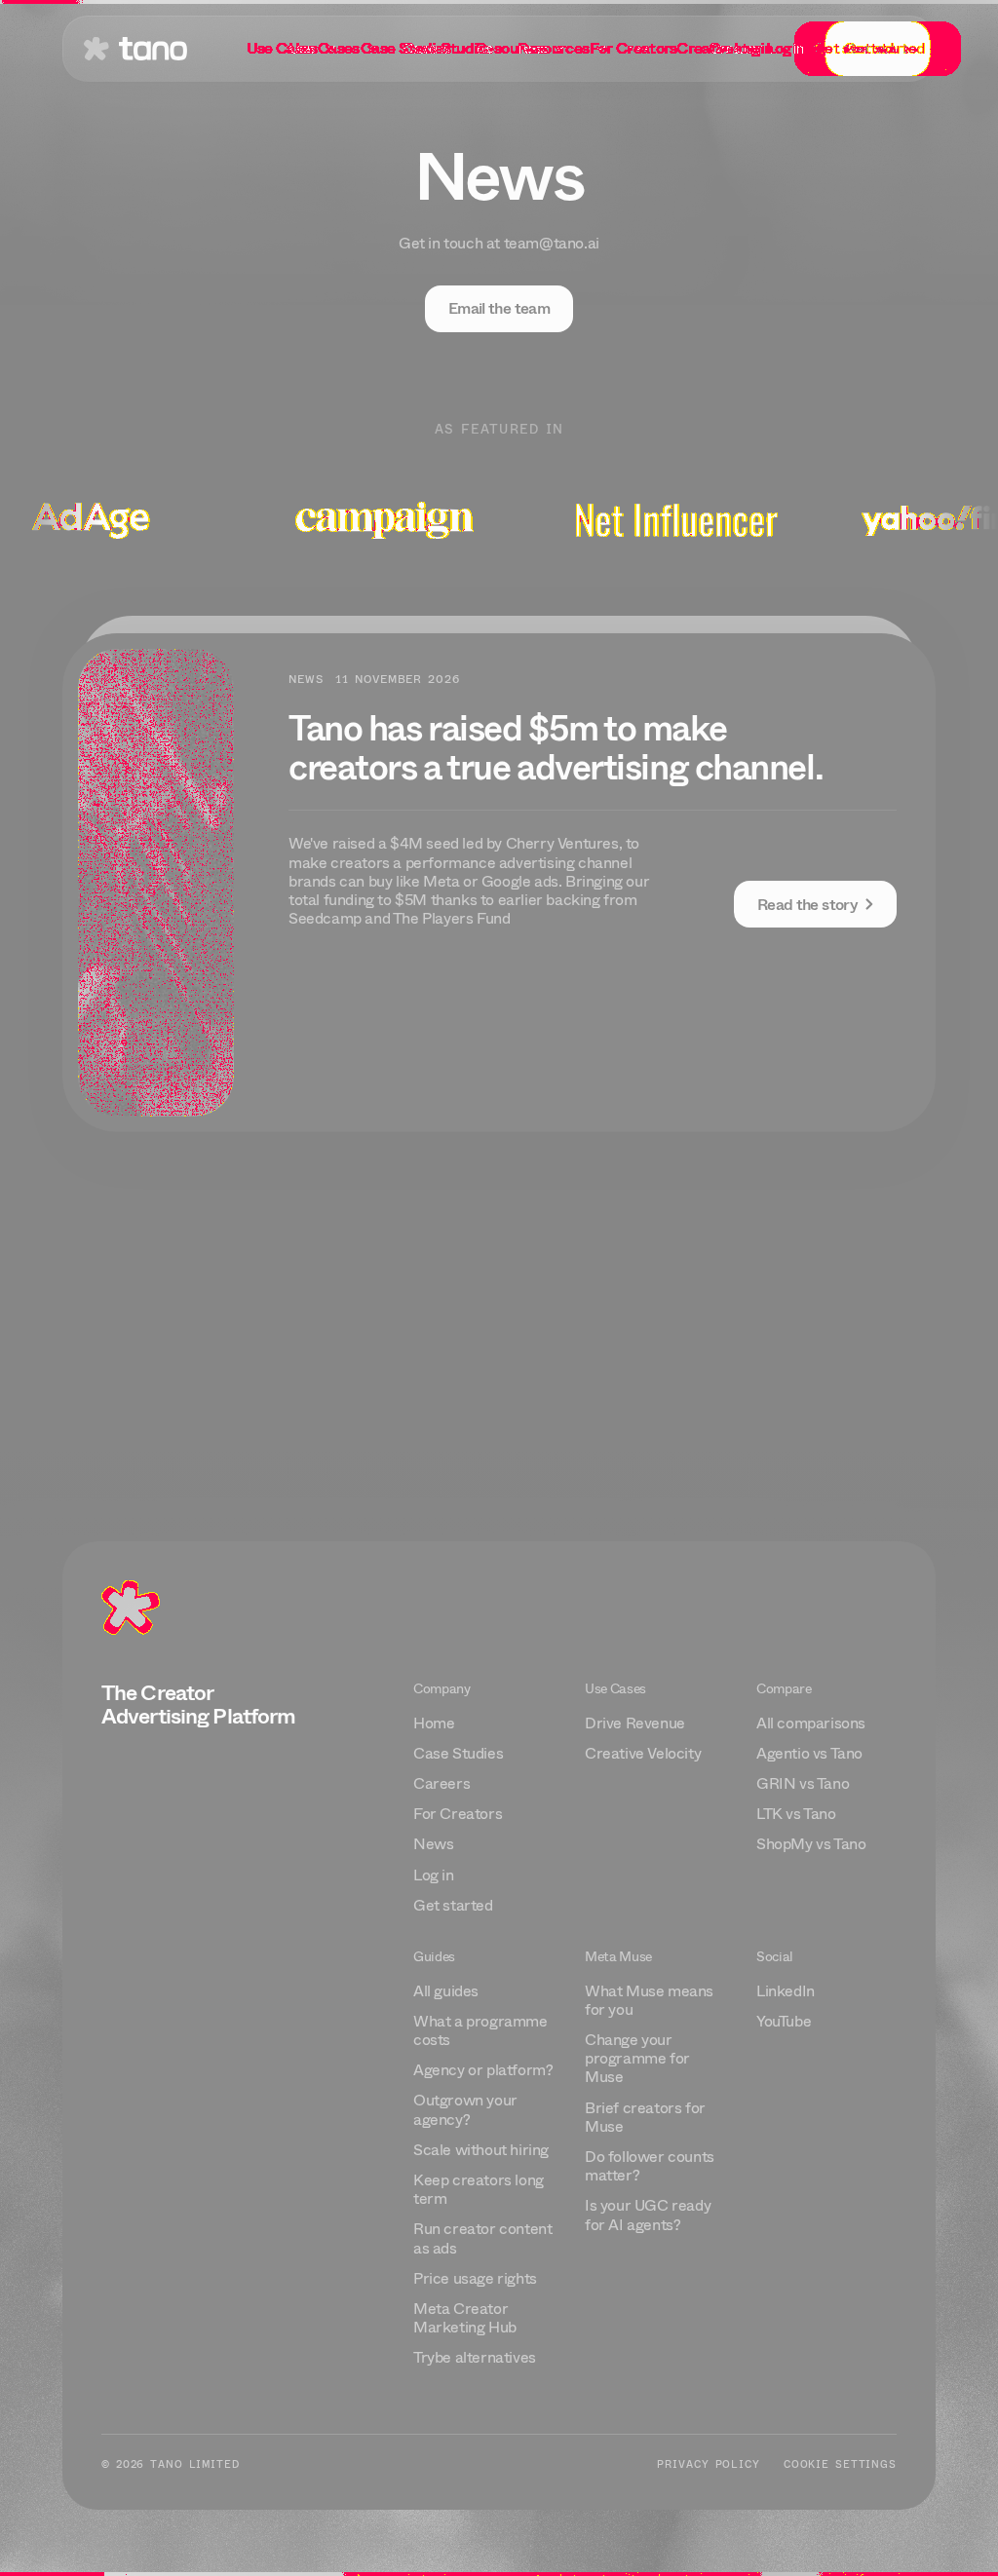 tano
News
Get in touch at team@tano.ai
Email the team
AS FEATURED IN
AdAge campaign Net Influencer
NEWS 11 NOVEMBER 2026
Tano has raised $5m to make
creators a true advertising channel.
We've raised a $4M seed led by Cherry Ventures, to
make creators a performance advertising channel
brands can buy like Meta or Google ads. Bringing our
total funding to $5M thanks to earlier backing from
Seedcamp and The Players Fund
Read the story
The Creator
Advertising Platform
Company
Home
Case Studies
Careers
For Creators
News
Log in
Get started
Use Cases
Drive Revenue
Creative Velocity
Compare
All comparisons
Agentio vs Tano
GRIN vs Tano
LTK vs Tano
ShopMy vs Tano
Guides
All guides
What a programme
costs
Agency or platform?
Outgrown your
agency?
Scale without hiring
Keep creators long
term
Run creator content
as ads
Price usage rights
Meta Creator
Marketing Hub
Trybe alternatives
Meta Muse
What Muse means
for you
Change your
programme for
Muse
Brief creators for
Muse
Do follower counts
matter?
Is your UGC ready
for AI agents?
Social
LinkedIn
YouTube
© 2026 TANO LIMITED
PRIVACY POLICY COOKIE SETTINGS